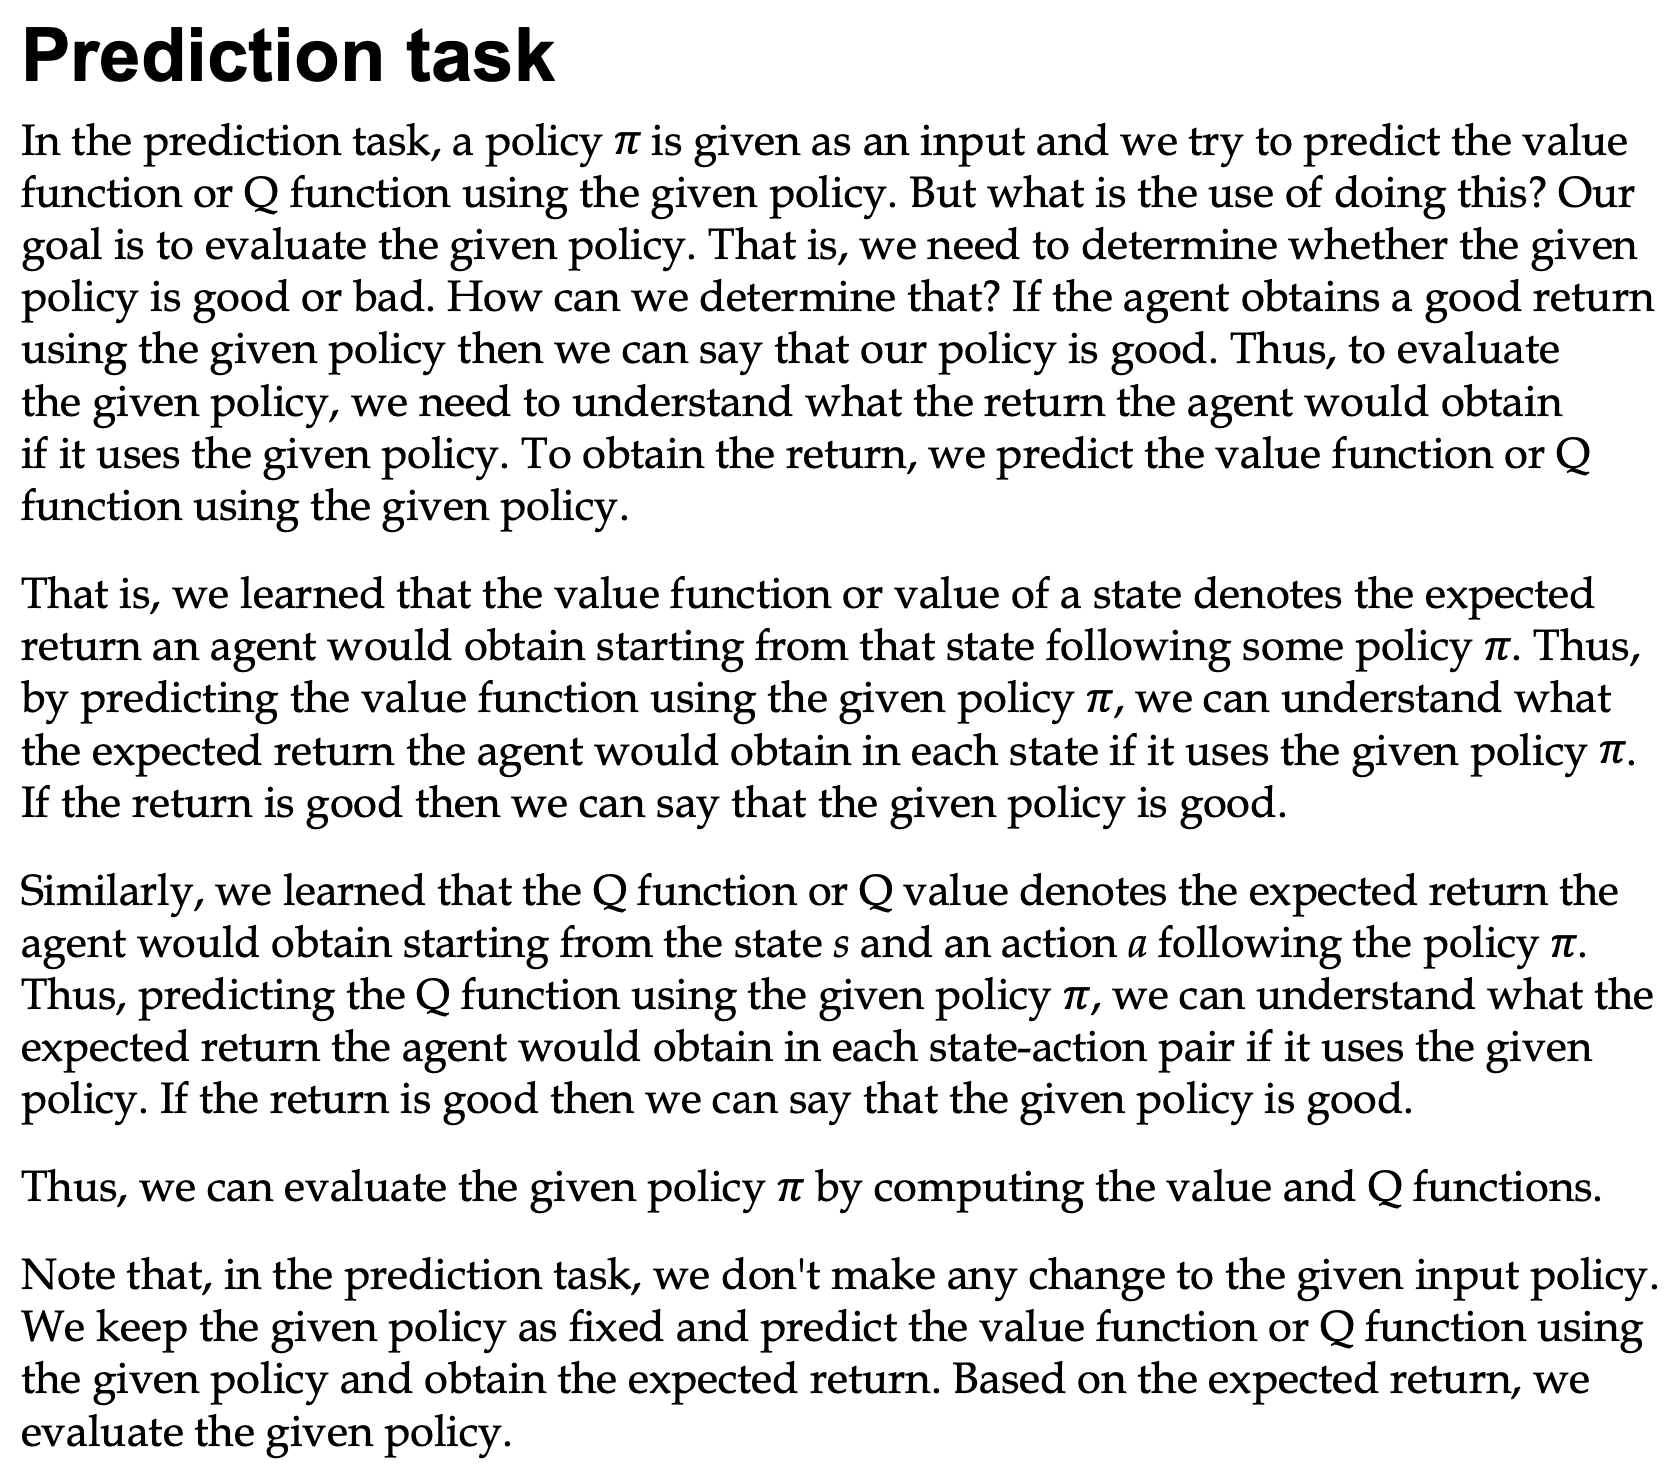 Prediction task
In the prediction task, a policy π is given as an input and we try to predict the value
function or Q function using the given policy. But what is the use of doing this? Our
goal is to evaluate the given policy. That is, we need to determine whether the given
policy is good or bad. How can we determine that? If the agent obtains a good return
using the given policy then we can say that our policy is good. Thus, to evaluate
the given policy, we need to understand what the return the agent would obtain
if it uses the given policy. To obtain the return, we predict the value function or Q
function using the given policy.
That is, we learned that the value function or value of a state denotes the expected
return an agent would obtain starting from that state following some policy π. Thus,
by predicting the value function using the given policy π, we can understand what
the expected return the agent would obtain in each state if it uses the given policy π.
If the return is good then we can say that the given policy is good.
Similarly, we learned that the Q function or Q value denotes the expected return the
agent would obtain starting from the state s and an action a following the policy π.
Thus, predicting the Q function using the given policy π, we can understand what the
expected return the agent would obtain in each state-action pair if it uses the given
policy. If the return is good then we can say that the given policy is good.
Thus, we can evaluate the given policy π by computing the value and Q functions.
Note that, in the prediction task, we don't make any change to the given input policy.
We keep the given policy as fixed and predict the value function or Q function using
the given policy and obtain the expected return. Based on the expected return, we
evaluate the given policy.